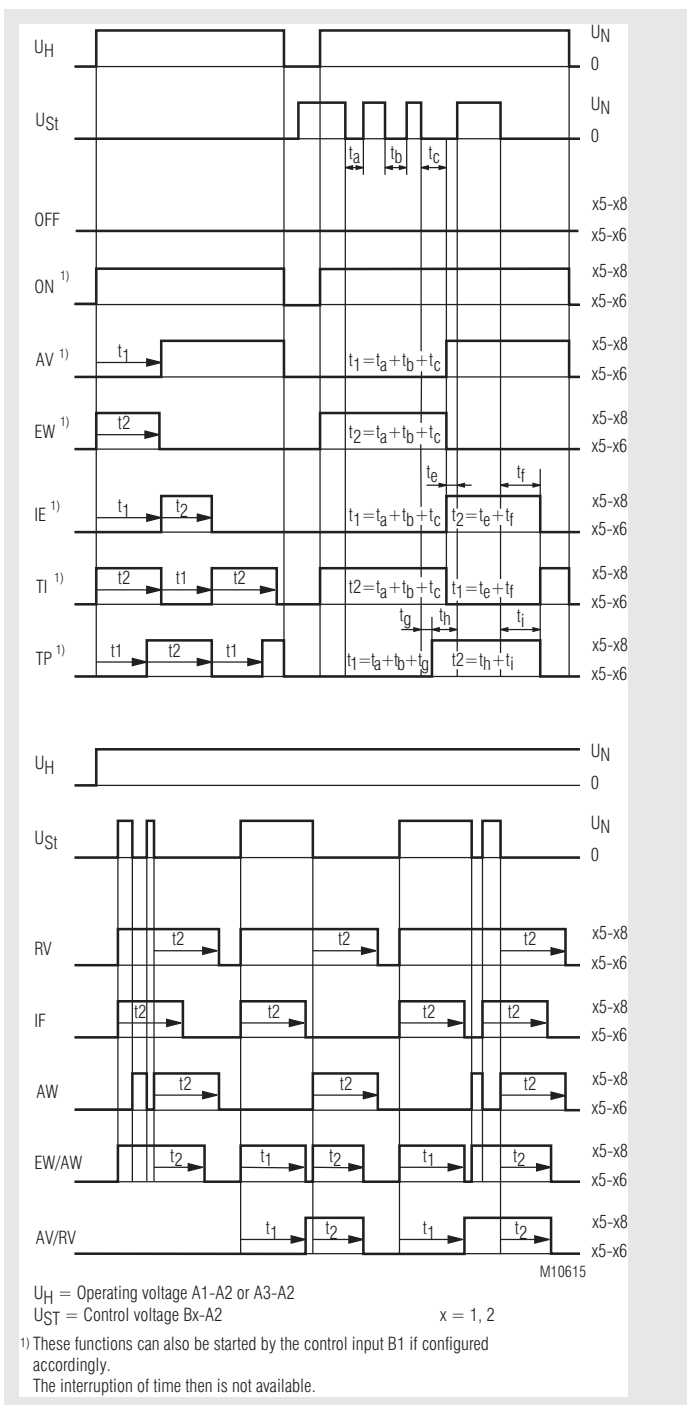 UH UN
0
USt UN
0
ta tb tc
OFF x5-x8
x5-x6
ON 1) x5-x8
x5-x6
AV 1) t1 t1=ta+tb+tc x5-x8
x5-x6
EW 1) t2 t2=ta+tb+tc x5-x8
x5-x6
te tf
IE 1) t1 t2 t1=ta+tb+tc t2=te+tf x5-x8
x5-x6
TI 1) t2 t1 t2 t2=ta+tb+tc t1=te+tf x5-x8
x5-x6
tg th ti
TP 1) t1 t2 t1 t1=ta+tb+tg t2=th+ti x5-x8
x5-x6
UH UN
0
USt UN
0
RV t2 t2 t2 x5-x8
x5-x6
IF t2 t2 t2 t2 x5-x8
x5-x6
AW t2 t2 t2 x5-x8
x5-x6
EW/AW t2 t1 t2 t1 t2 x5-x8
x5-x6
AV/RV t1 t2 t1 t2 x5-x8
x5-x6
M10615
UH = Operating voltage A1-A2 or A3-A2
UST = Control voltage Bx-A2 x = 1, 2
1) These functions can also be started by the control input B1 if configured
accordingly.
The interruption of time then is not available.